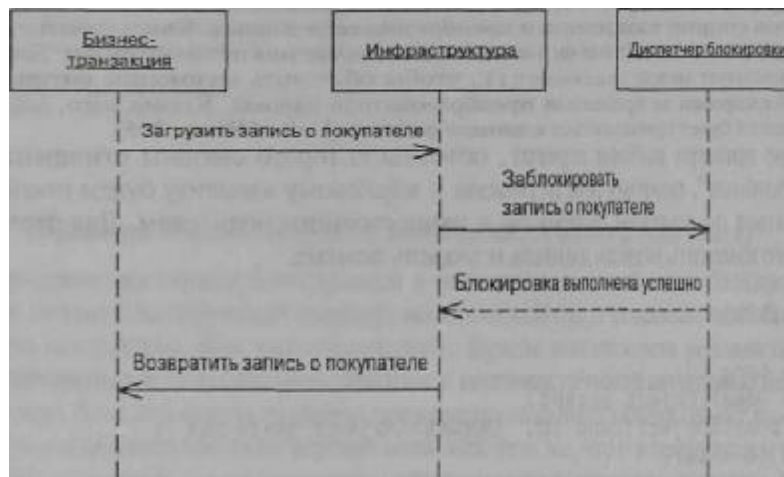 Бизнес-
транзакция
Инфраструктура
Диспетчер блокировки
Загрузить запись о покупателе
Заблокировать
запись о покупателе
Блокировка выполнена успешно
Возвратить запись о покупателе